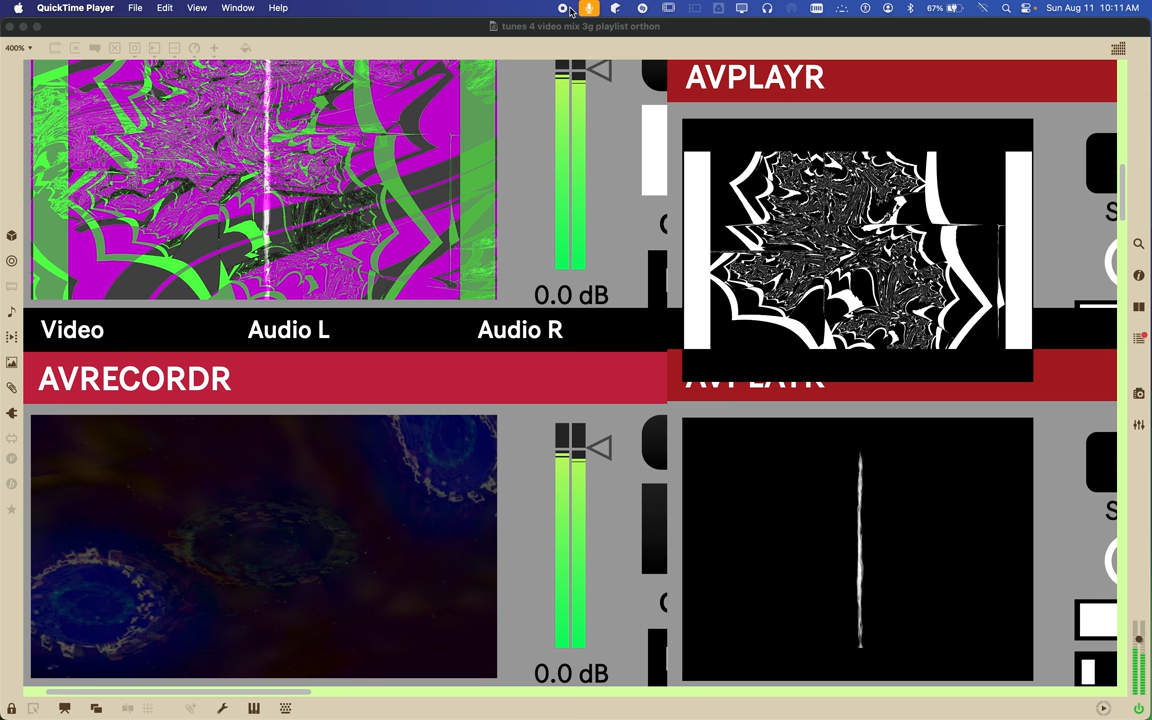 QuickTime Player File Edit View Window Help 67% Sun Aug 11 10:11 AM
tunes 4 video mix 3g playlist orthon
400%
AVPLAYR
0.0 dB
Video Audio L Audio R
AVRECORDR
AVPLAYR
0.0 dB